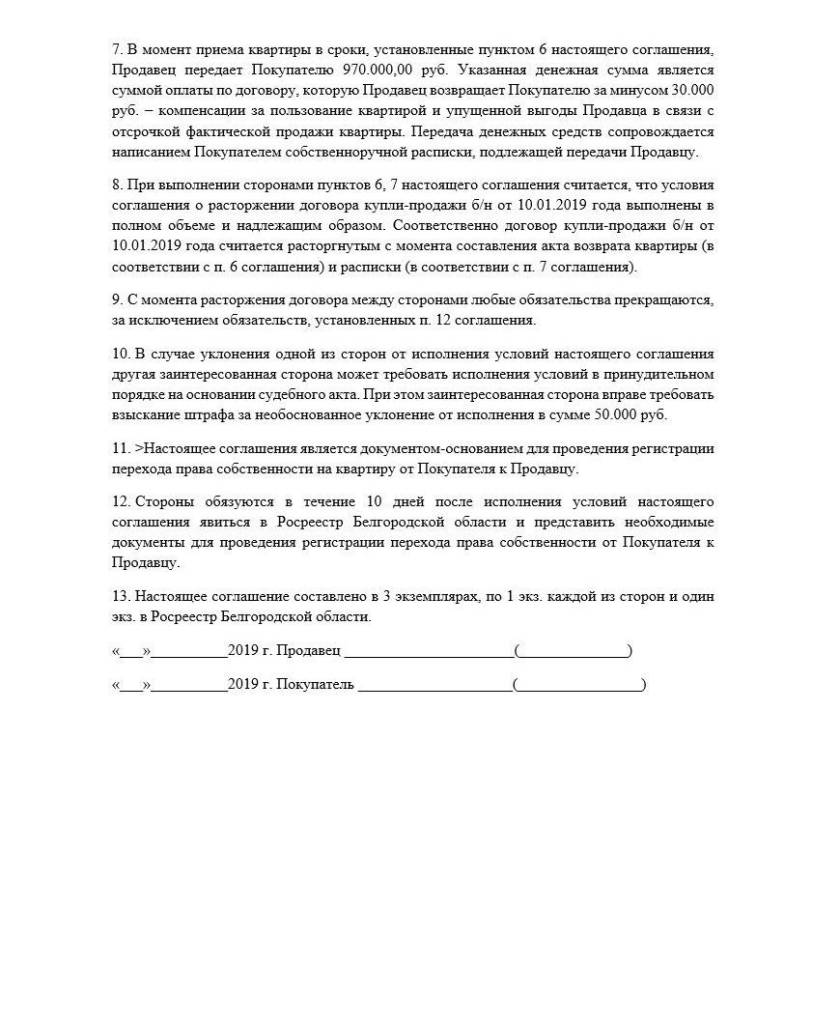 7. В момент приема квартиры в сроки, установленные пунктом 6 настоящего соглашения,
Продавец передает Покупателю 970.000,00 руб. Указанная денежная сумма является
суммой оплаты по договору, которую Продавец возвращает Покупателю за минусом 30.000
руб. – компенсации за пользование квартирой и упущенной выгоды Продавца в связи с
отсрочкой фактической продажи квартиры. Передача денежных средств сопровождается
написанием Покупателем собственноручной расписки, подлежащей передачи Продавцу.
8. При выполнении сторонами пунктов 6, 7 настоящего соглашения считается, что условия
соглашения о расторжении договора купли-продажи б/н от 10.01.2019 года выполнены в
полном объеме и надлежащим образом. Соответственно договор купли-продажи б/н от
10.01.2019 года считается расторгнутым с момента составления акта возврата квартиры (в
соответствии с п. 6 соглашения) и расписки (в соответствии с п. 7 соглашения).
9. С момента расторжения договора между сторонами любые обязательства прекращаются,
за исключением обязательств, установленных п. 12 соглашения.
10. В случае уклонения одной из сторон от исполнения условий настоящего соглашения
другая заинтересованная сторона может требовать исполнения условий в принудительном
порядке на основании судебного акта. При этом заинтересованная сторона вправе требовать
взыскание штрафа за необоснованное уклонение от исполнения в сумме 50.000 руб.
11. >Настоящее соглашения является документом-основанием для проведения регистрации
перехода права собственности на квартиру от Покупателя к Продавцу.
12. Стороны обязуются в течение 10 дней после исполнения условий настоящего
соглашения явиться в Росреестр Белгородской области и представить необходимые
документы для проведения регистрации перехода права собственности от Покупателя к
Продавцу.
13. Настоящее соглашение составлено в 3 экземплярах, по 1 экз. каждой из сторон и один
экз. в Росреестр Белгородской области.
«___»__________2019 г. Продавец ______________________(______________)
«___»__________2019 г. Покупатель ____________________(________________)